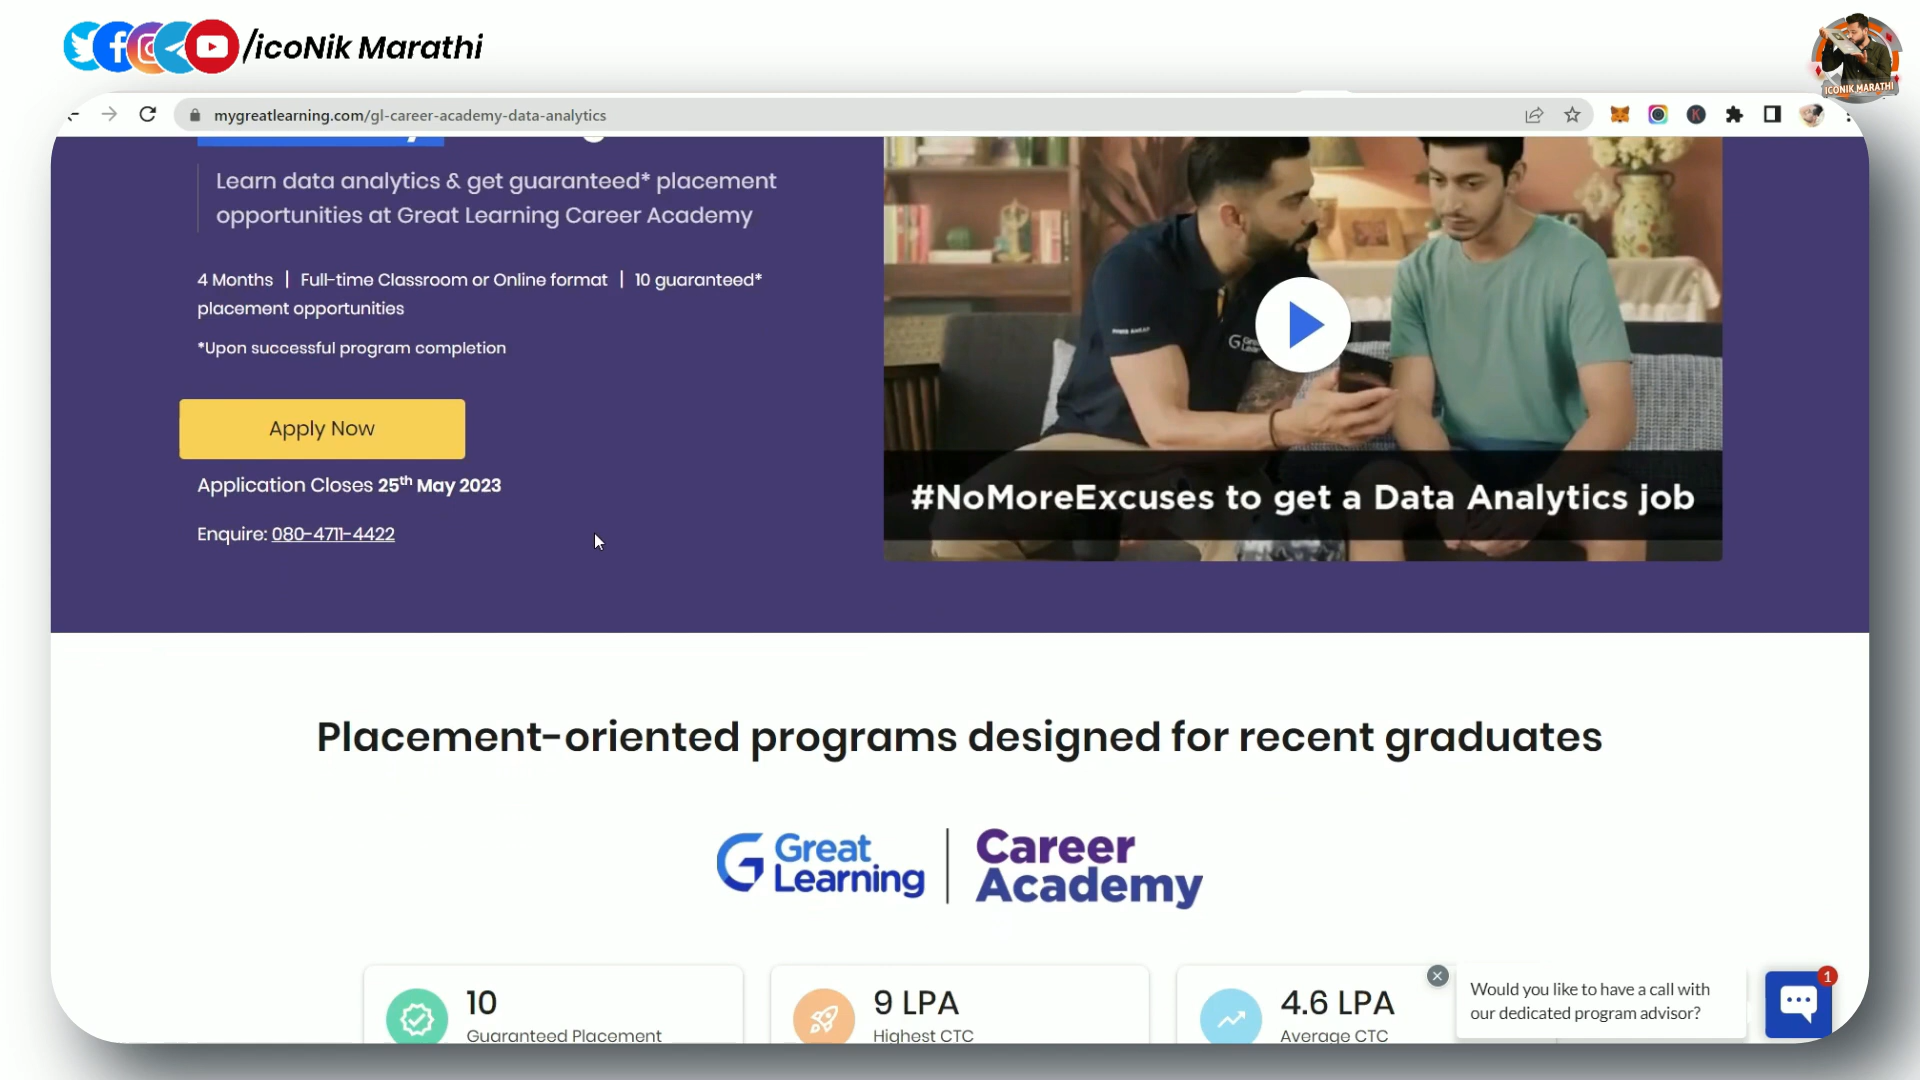 /icoNik Marathi
ICONIK MARATHI
mygreatlearning.com/gl-career-academy-data-analytics
Learn data analytics & get guaranteed* placement
opportunities at Great Learning Career Academy
4 Months | Full-time Classroom or Online format | 10 guaranteed*
placement opportunities
*Upon successful program completion
Apply Now
Application Closes 25th May 2023
Enquire: 080-4711-4422
#NoMoreExcuses to get a Data Analytics job
Placement-oriented programs designed for recent graduates
Great
Learning
Career
Academy
10
Guaranteed Placement
9 LPA
Highest CTC
4.6 LPA
Average CTC
Would you like to have a call with
our dedicated program advisor?
1